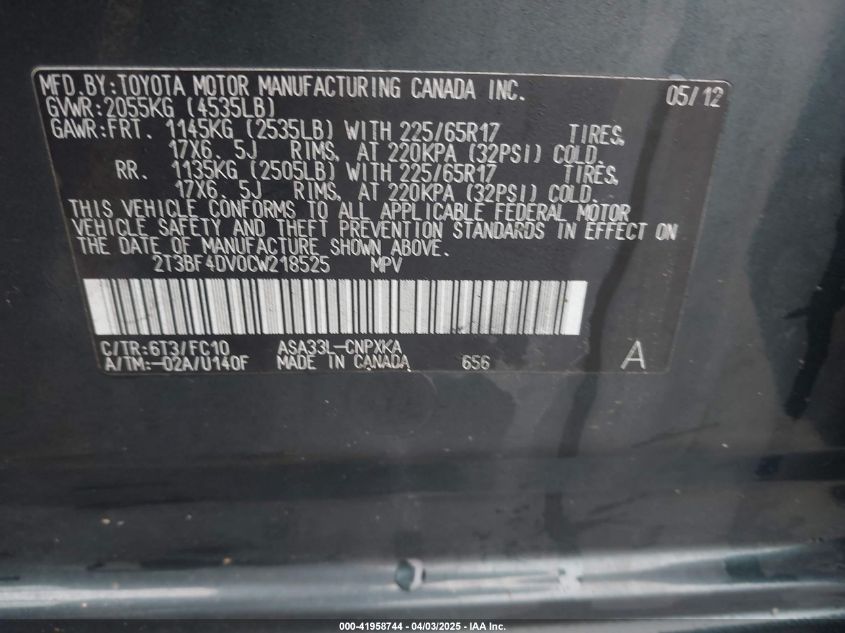 MFD.BY:TOYOTA MOTOR MANUFACTURING CANADA INC. 05/12
GVWR:2055KG (4535LB)
GAWR:FRT. 1145KG (2535LB) WITH 225/65R17 TIRES,
17X6.5J RIMS, AT 220KPA (32PSI) COLD.
RR. 1135KG (2505LB) WITH 225/65R17 TIRES,
17X6.5J RIMS, AT 220KPA (32PSI) COLD.
THIS VEHICLE CONFORMS TO ALL APPLICABLE FEDERAL MOTOR
VEHICLE SAFETY AND THEFT PREVENTION STANDARDS IN EFFECT ON
THE DATE OF MANUFACTURE SHOWN ABOVE.
2T3BF4DV0CW218525 MPV
C/TR:6T3/FC10 ASA33L-CNPXKA
A/TM:-02A/U140F MADE IN CANADA 656 A
000-41958744 - 04/03/2025 - IAA Inc.